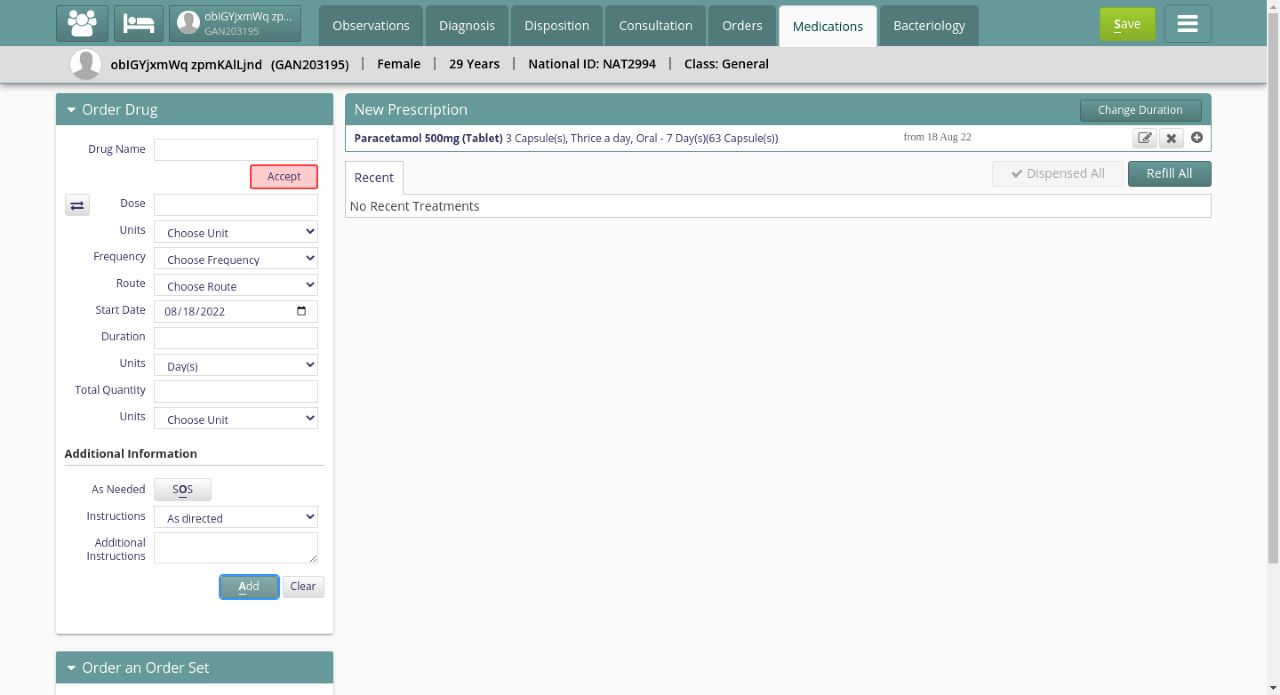 obIGYjxmWq zp...
GAN203195
Observations
Diagnosis
Disposition
Consultation
Orders
Medications
Bacteriology
Save
obIGYjxmWq zpmKAlLjnd (GAN203195) | Female | 29 Years | National ID: NAT2994 | Class: General
Order Drug
Drug Name
Accept
Dose
Units Choose Unit
Frequency Choose Frequency
Route Choose Route
Start Date 08/18/2022
Duration
Units Day(s)
Total Quantity
Units Choose Unit
Additional Information
As Needed SOS
Instructions As directed
Additional
Instructions
Add Clear
Order an Order Set
New Prescription
Change Duration
Paracetamol 500mg (Tablet) 3 Capsule(s), Thrice a day, Oral - 7 Day(s)(63 Capsule(s)) from 18 Aug 22
Recent
Dispensed All
Refill All
No Recent Treatments